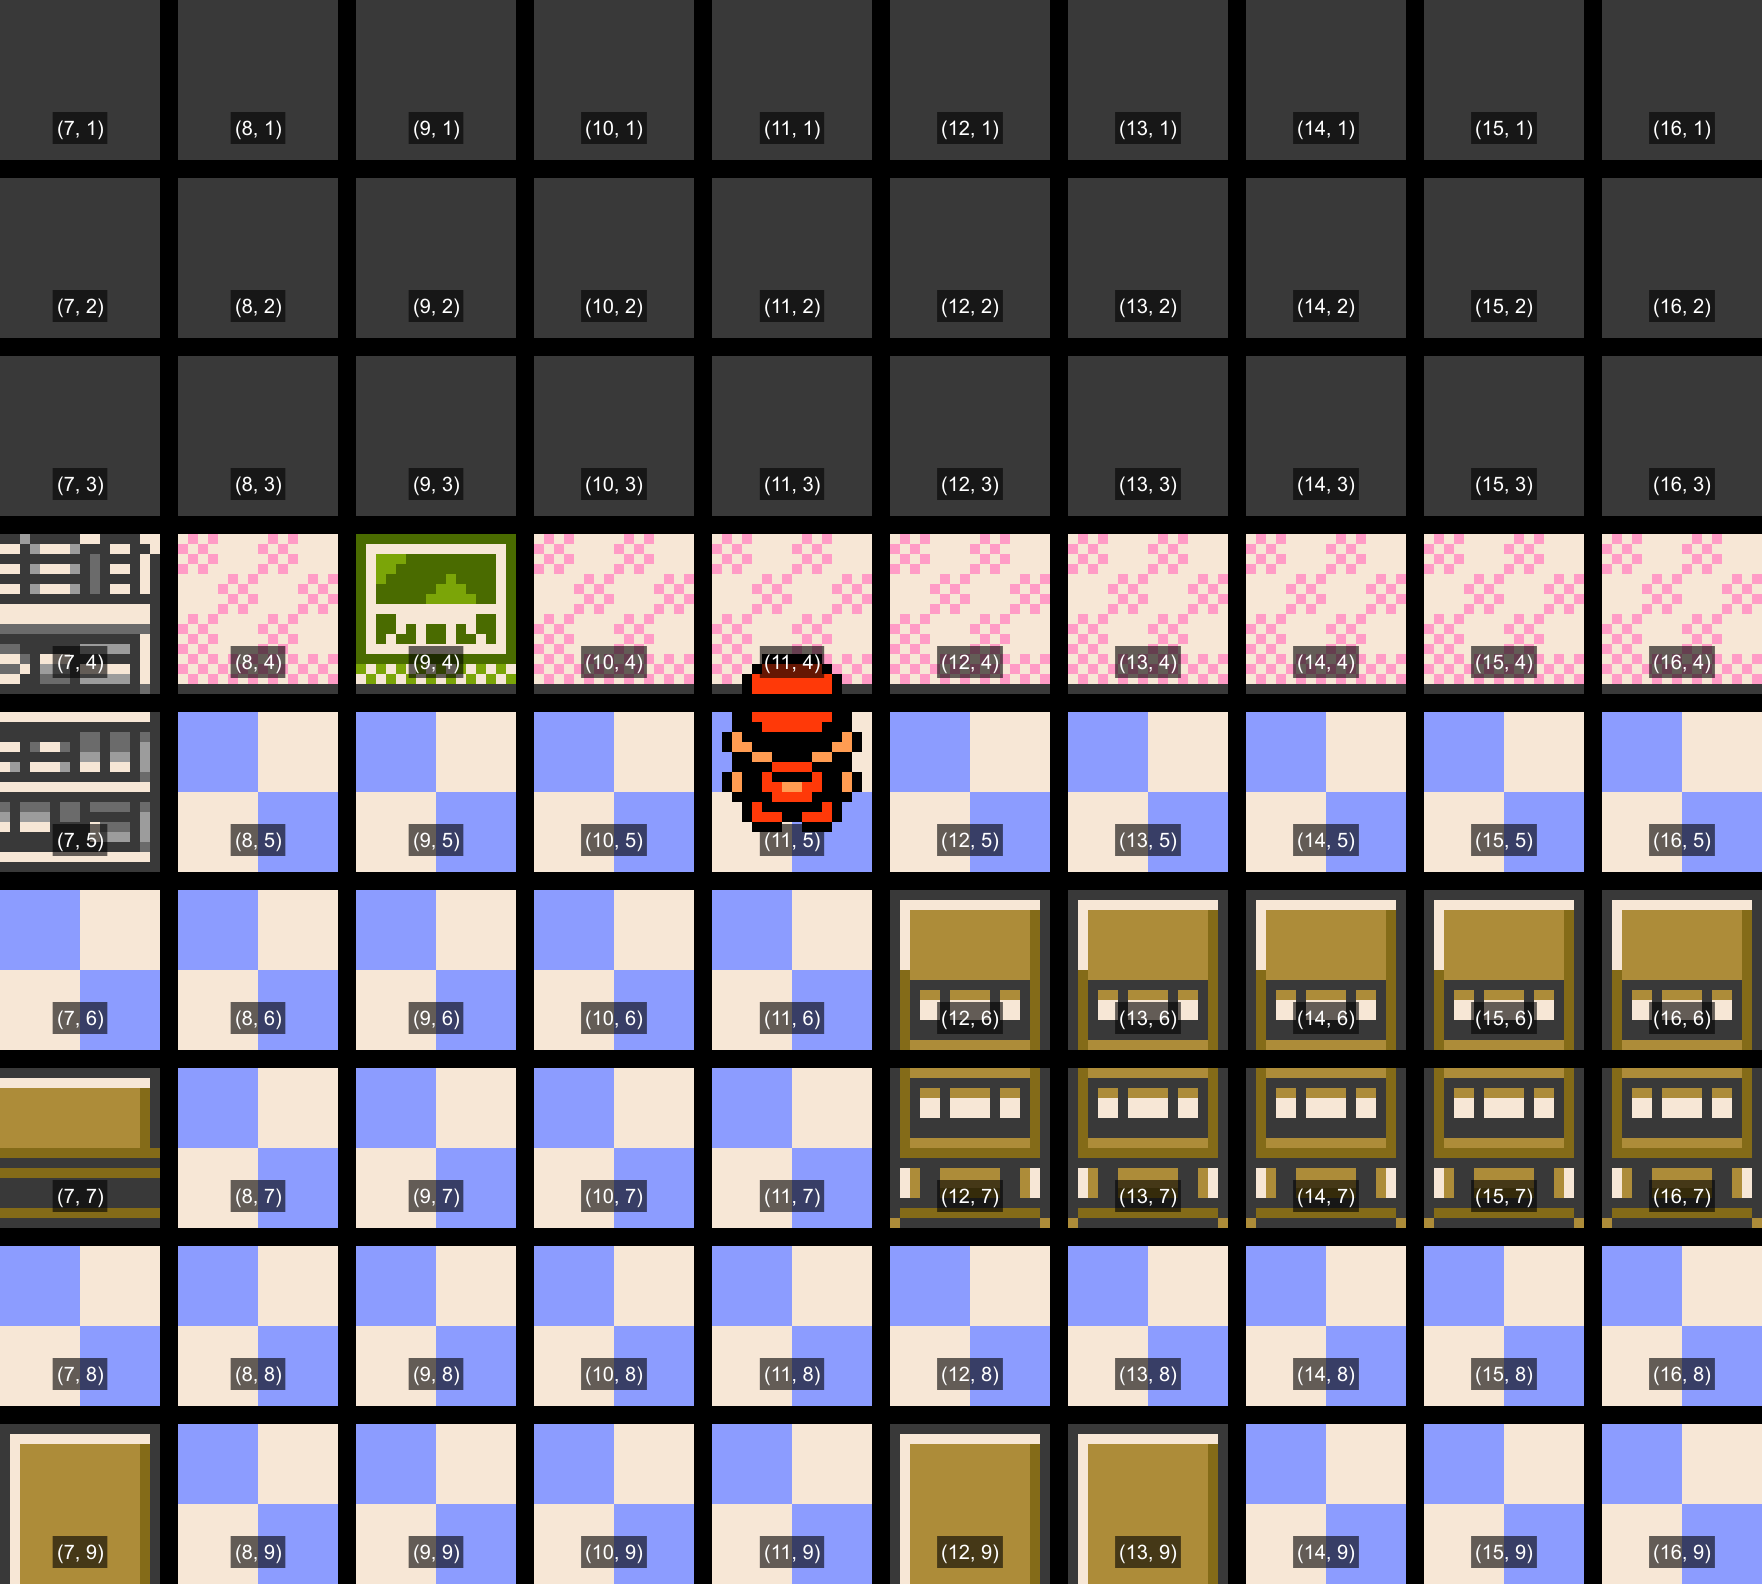 (7, 1) (8, 1) (9, 1) (10, 1) (11, 1) (12, 1) (13, 1) (14, 1) (15, 1) (16, 1)
(7, 2) (8, 2) (9, 2) (10, 2) (11, 2) (12, 2) (13, 2) (14, 2) (15, 2) (16, 2)
(7, 3) (8, 3) (9, 3) (10, 3) (11, 3) (12, 3) (13, 3) (14, 3) (15, 3) (16, 3)
(7, 4) (8, 4) (9, 4) (10, 4) (11, 4) (12, 4) (13, 4) (14, 4) (15, 4) (16, 4)
(7, 5) (8, 5) (9, 5) (10, 5) (11, 5) (12, 5) (13, 5) (14, 5) (15, 5) (16, 5)
(7, 6) (8, 6) (9, 6) (10, 6) (11, 6) (12, 6) (13, 6) (14, 6) (15, 6) (16, 6)
(7, 7) (8, 7) (9, 7) (10, 7) (11, 7) (12, 7) (13, 7) (14, 7) (15, 7) (16, 7)
(7, 8) (8, 8) (9, 8) (10, 8) (11, 8) (12, 8) (13, 8) (14, 8) (15, 8) (16, 8)
(7, 9) (8, 9) (9, 9) (10, 9) (11, 9) (12, 9) (13, 9) (14, 9) (15, 9) (16, 9)